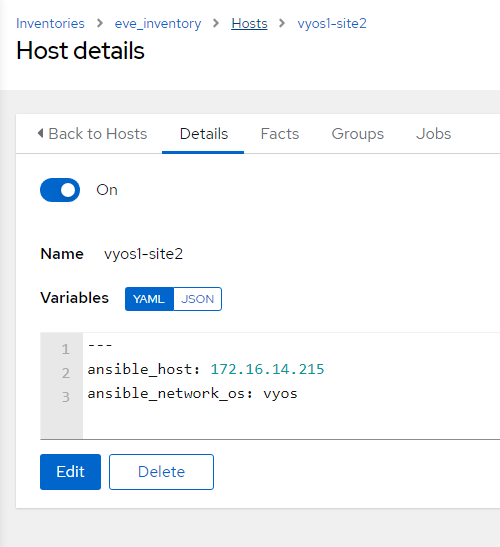 Inventories > eve_inventory > Hosts > vyos1-site2
Host details
Back to Hosts Details Facts Groups Jobs
On
Name vyos1-site2
Variables YAML JSON
1 ---
2 ansible_host: 172.16.14.215
3 ansible_network_os: vyos
Edit Delete